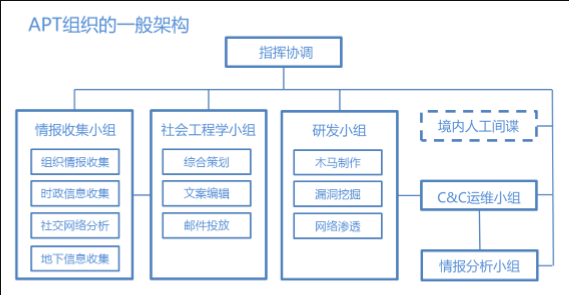 APT组织的一般架构
指挥协调
情报收集小组
组织情报收集
时政信息收集
社交网络分析
地下信息收集
社会工程学小组
综合策划
文案编辑
邮件投放
研发小组
木马制作
漏洞挖掘
网络渗透
境内人工间谍
C&C运维小组
情报分析小组